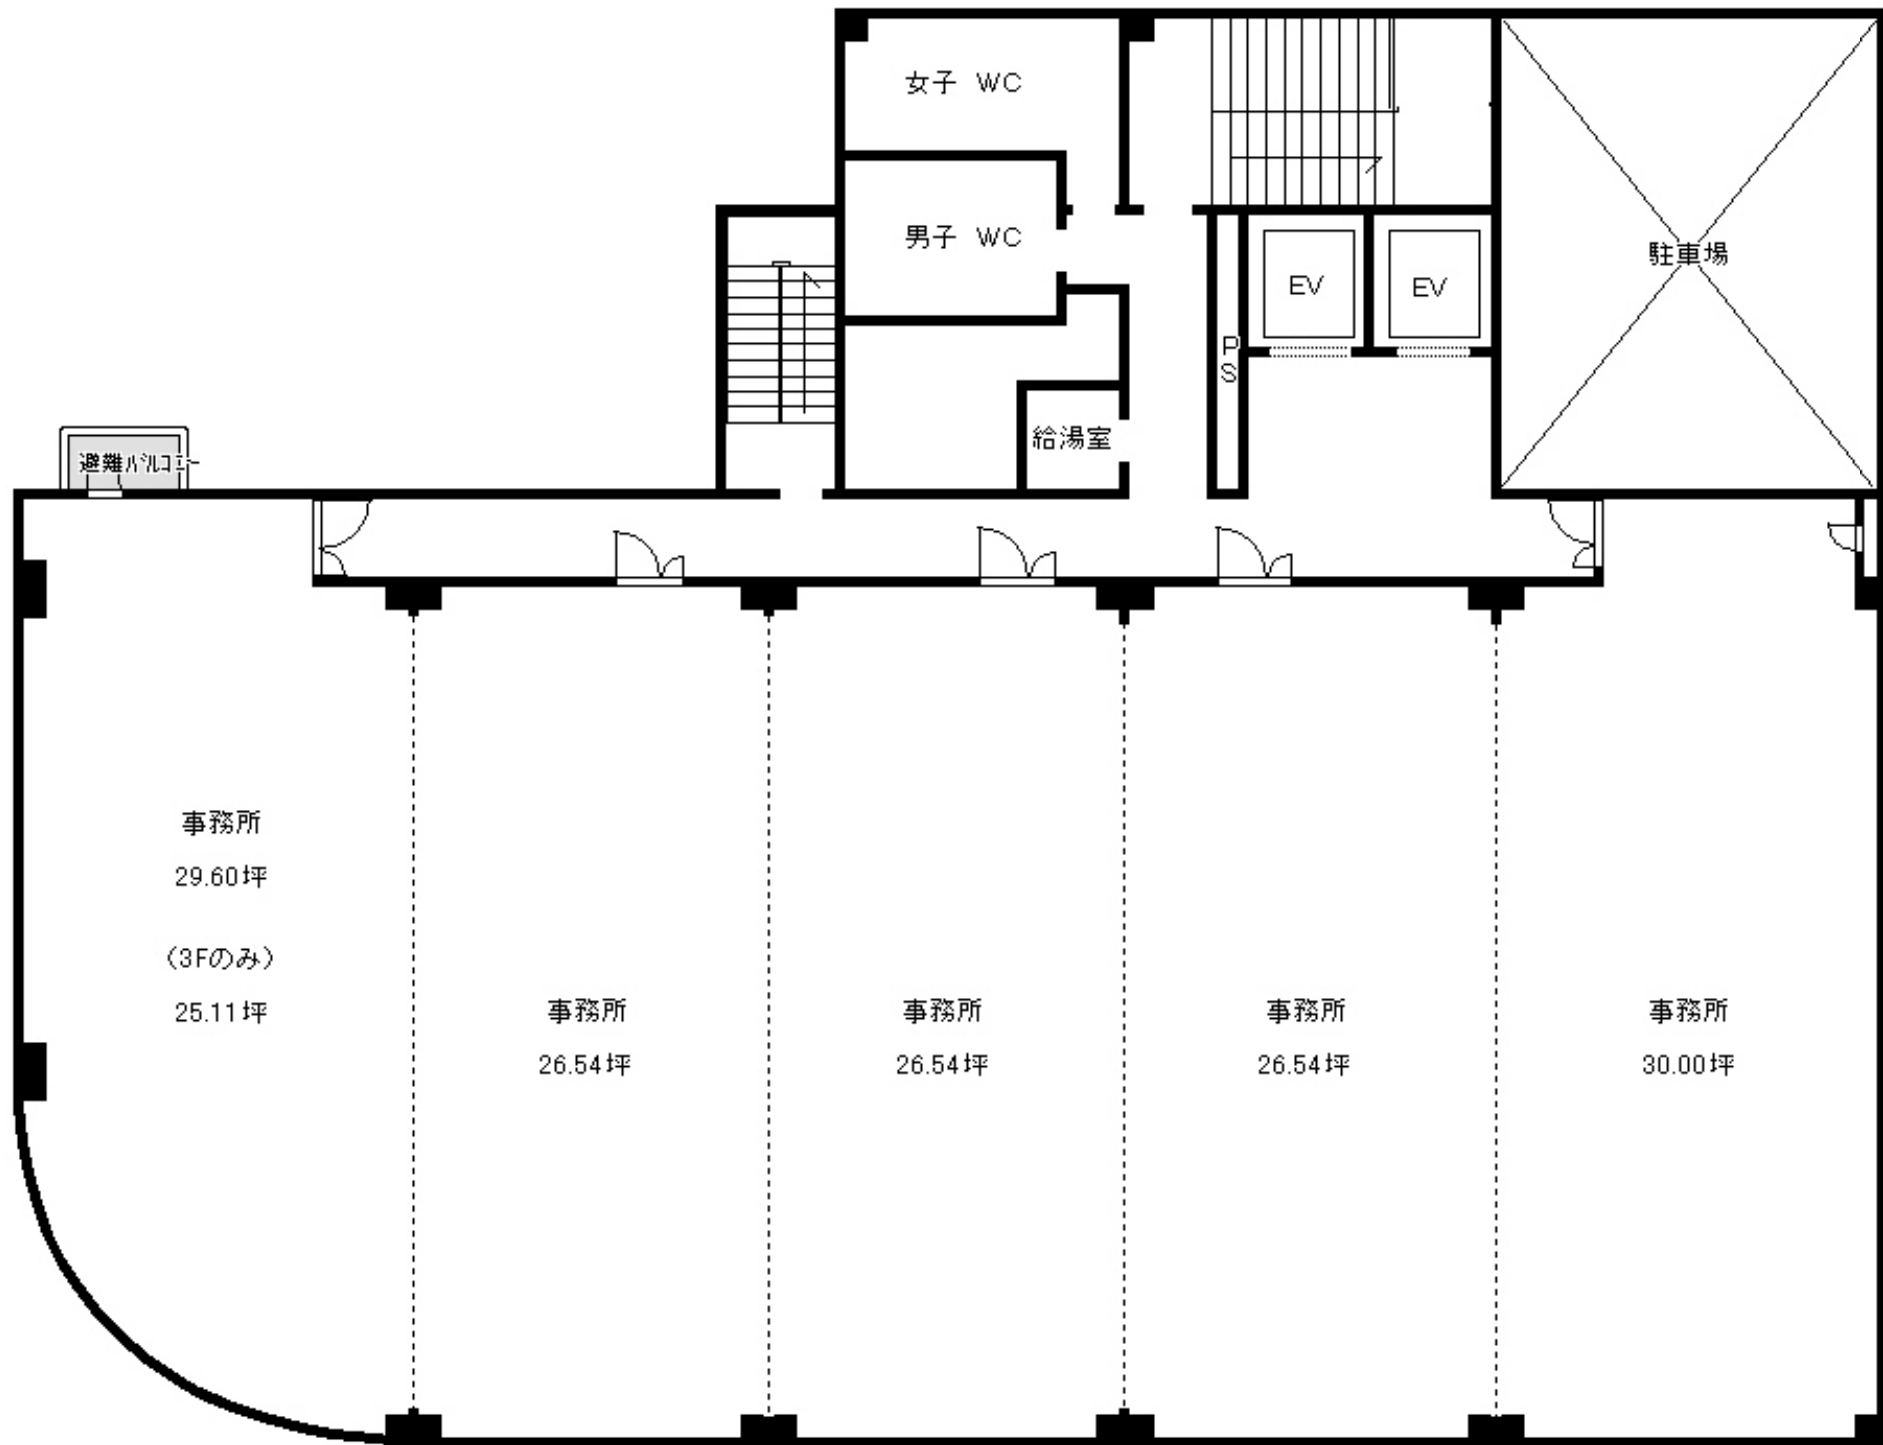 女子 WC
男子 WC
EV
EV
駐車場
PS
給湯室
避難ﾊﾞﾙｺﾆｰ
事務所
29.60坪
(3Fのみ)
25.11坪
事務所
26.54坪
事務所
26.54坪
事務所
26.54坪
事務所
30.00坪